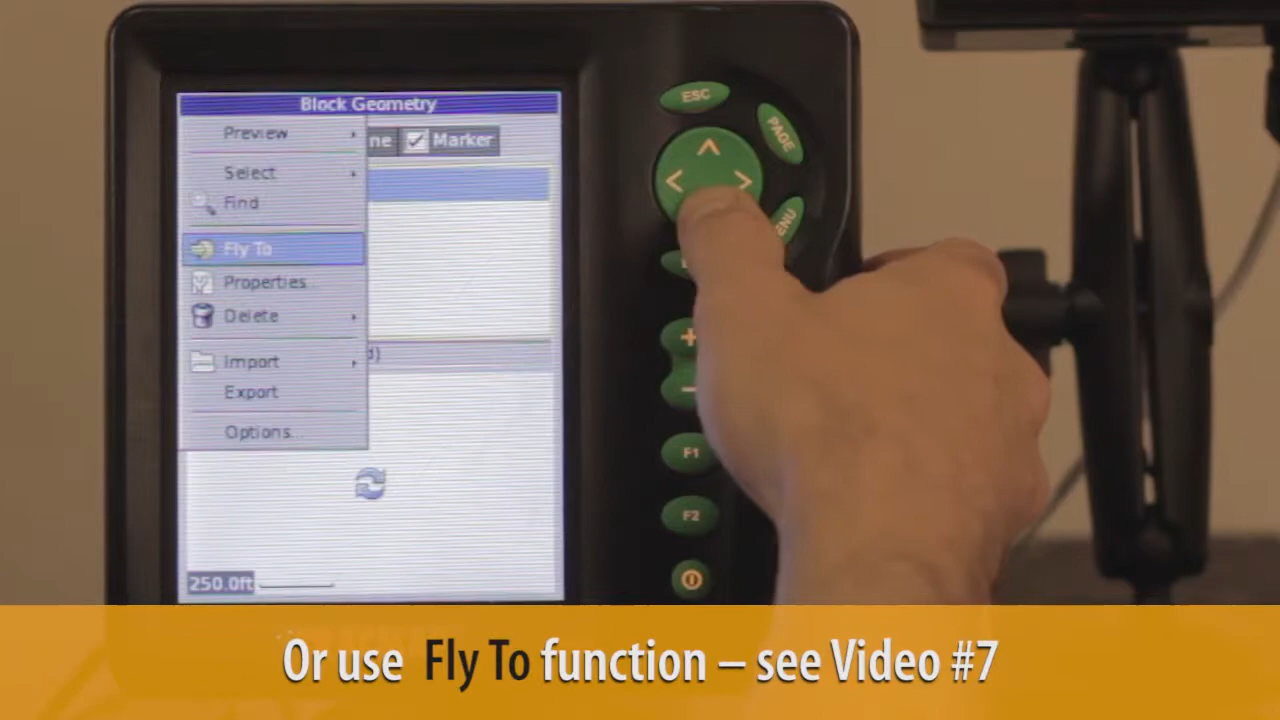 Block Geometry
Preview
ne
Marker
Select
Find
Fly To
Properties...
Delete
d)
Import
Export
Options...
250.0ft
ESC
PAGE
ENU
+
−
F1
F2
Or use Fly To function – see Video #7